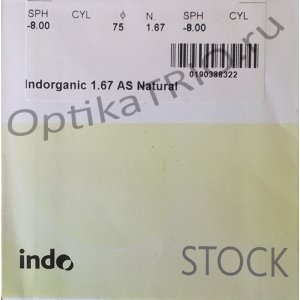 SPH CYL φ N. SPH CYL
-8.00 75 1.67 -8.00
0190388322
Indorganic 1.67 AS Natural
OptikaTRIO.ru
indo
STOCK